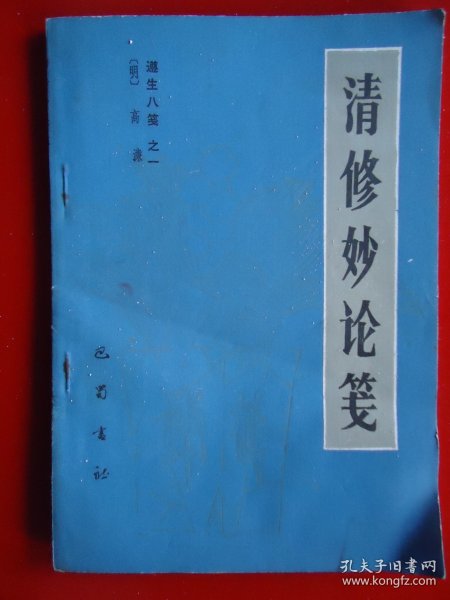 清修妙论笺
遵生八笺之一
〔明〕高濂
巴蜀书社
孔夫子旧书网
www.kongfz.com